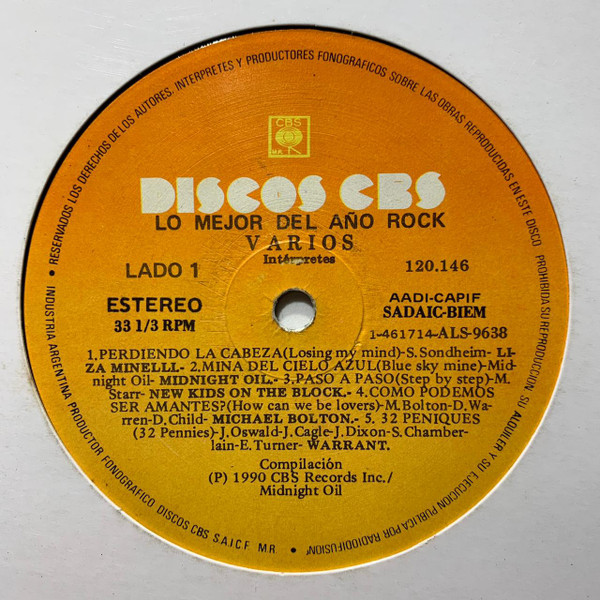 RESERVADOS LOS DERECHOS DE LOS AUTORES, INTERPRETES Y PRODUCTORES FONOGRAFICOS SOBRE LAS OBRAS REPRODUCIDAS EN ESTE DISCO PROHIBIDA SU REPRODUCCION, SU ALQUILER Y SU EJECUCION PUBLICA POR RADIODIFUSION
CBS
M.R.
DISCOS CBS
LO MEJOR DEL AÑO ROCK
VARIOS
Intérpretes
LADO 1
120.146
ESTEREO
33 1/3 RPM
AADI-CAPIF
SADAIC-BIEM
1-461714-ALS-9638
1.PERDIENDO LA CABEZA(Losing my mind)-S. Sondheim- LI-
ZA MINELLI.- 2.MINA DEL CIELO AZUL(Blue sky mine)-Mid-
night Oil- MIDNIGHT OIL.- 3.PASO A PASO(Step by step)-M.
Starr- NEW KIDS ON THE BLOCK.- 4.COMO PODEMOS
SER AMANTES?(How can we be lovers)-M.Bolton-D.Wa-
rren-D.Child- MICHAEL BOLTON.- 5. 32 PENIQUES
(32 Pennies)-J.Oswald-J.Cagle-J.Dixon-S.Chamber-
lain-E.Turner- WARRANT.
Compilación
(P) 1990 CBS Records Inc./
Midnight Oil
INDUSTRIA ARGENTINA PRODUCTOR FONOGRAFICO DISCOS CBS S.A.I.C.F. M.R.